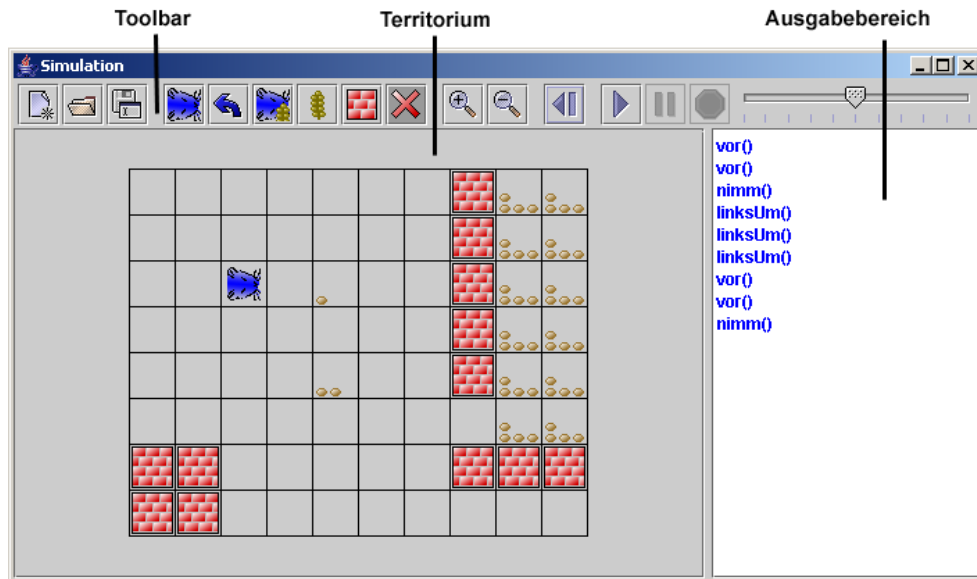 Toolbar
Territorium
Ausgabebereich
Simulation
vor()
vor()
nimm()
linksUm()
linksUm()
linksUm()
vor()
vor()
nimm()